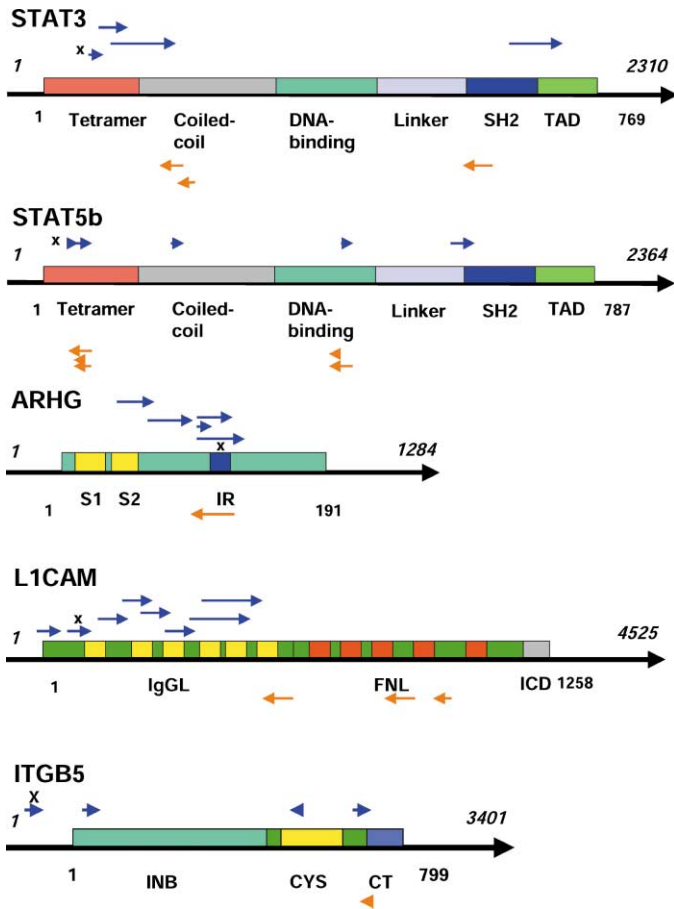 STAT3
x
1 2310
1 Tetramer Coiled- DNA- Linker SH2 TAD 769
coil binding
STAT5b
x
1 2364
1 Tetramer Coiled- DNA- Linker SH2 TAD 787
coil binding
ARHG
x
1 1284
1 S1 S2 IR 191
L1CAM
x
1 4525
1 IgGL FNL ICD 1258
ITGB5
X
1 3401
1 INB CYS CT 799